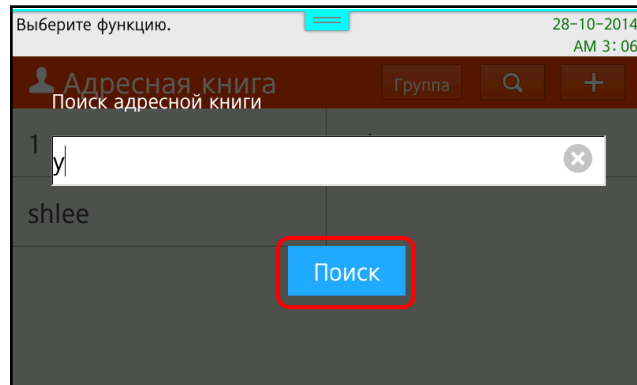 Выберите функцию.
28-10-2014
AM 3:06
Адресная книга
Группа
Поиск адресной книги
1
y
shlee
Поиск